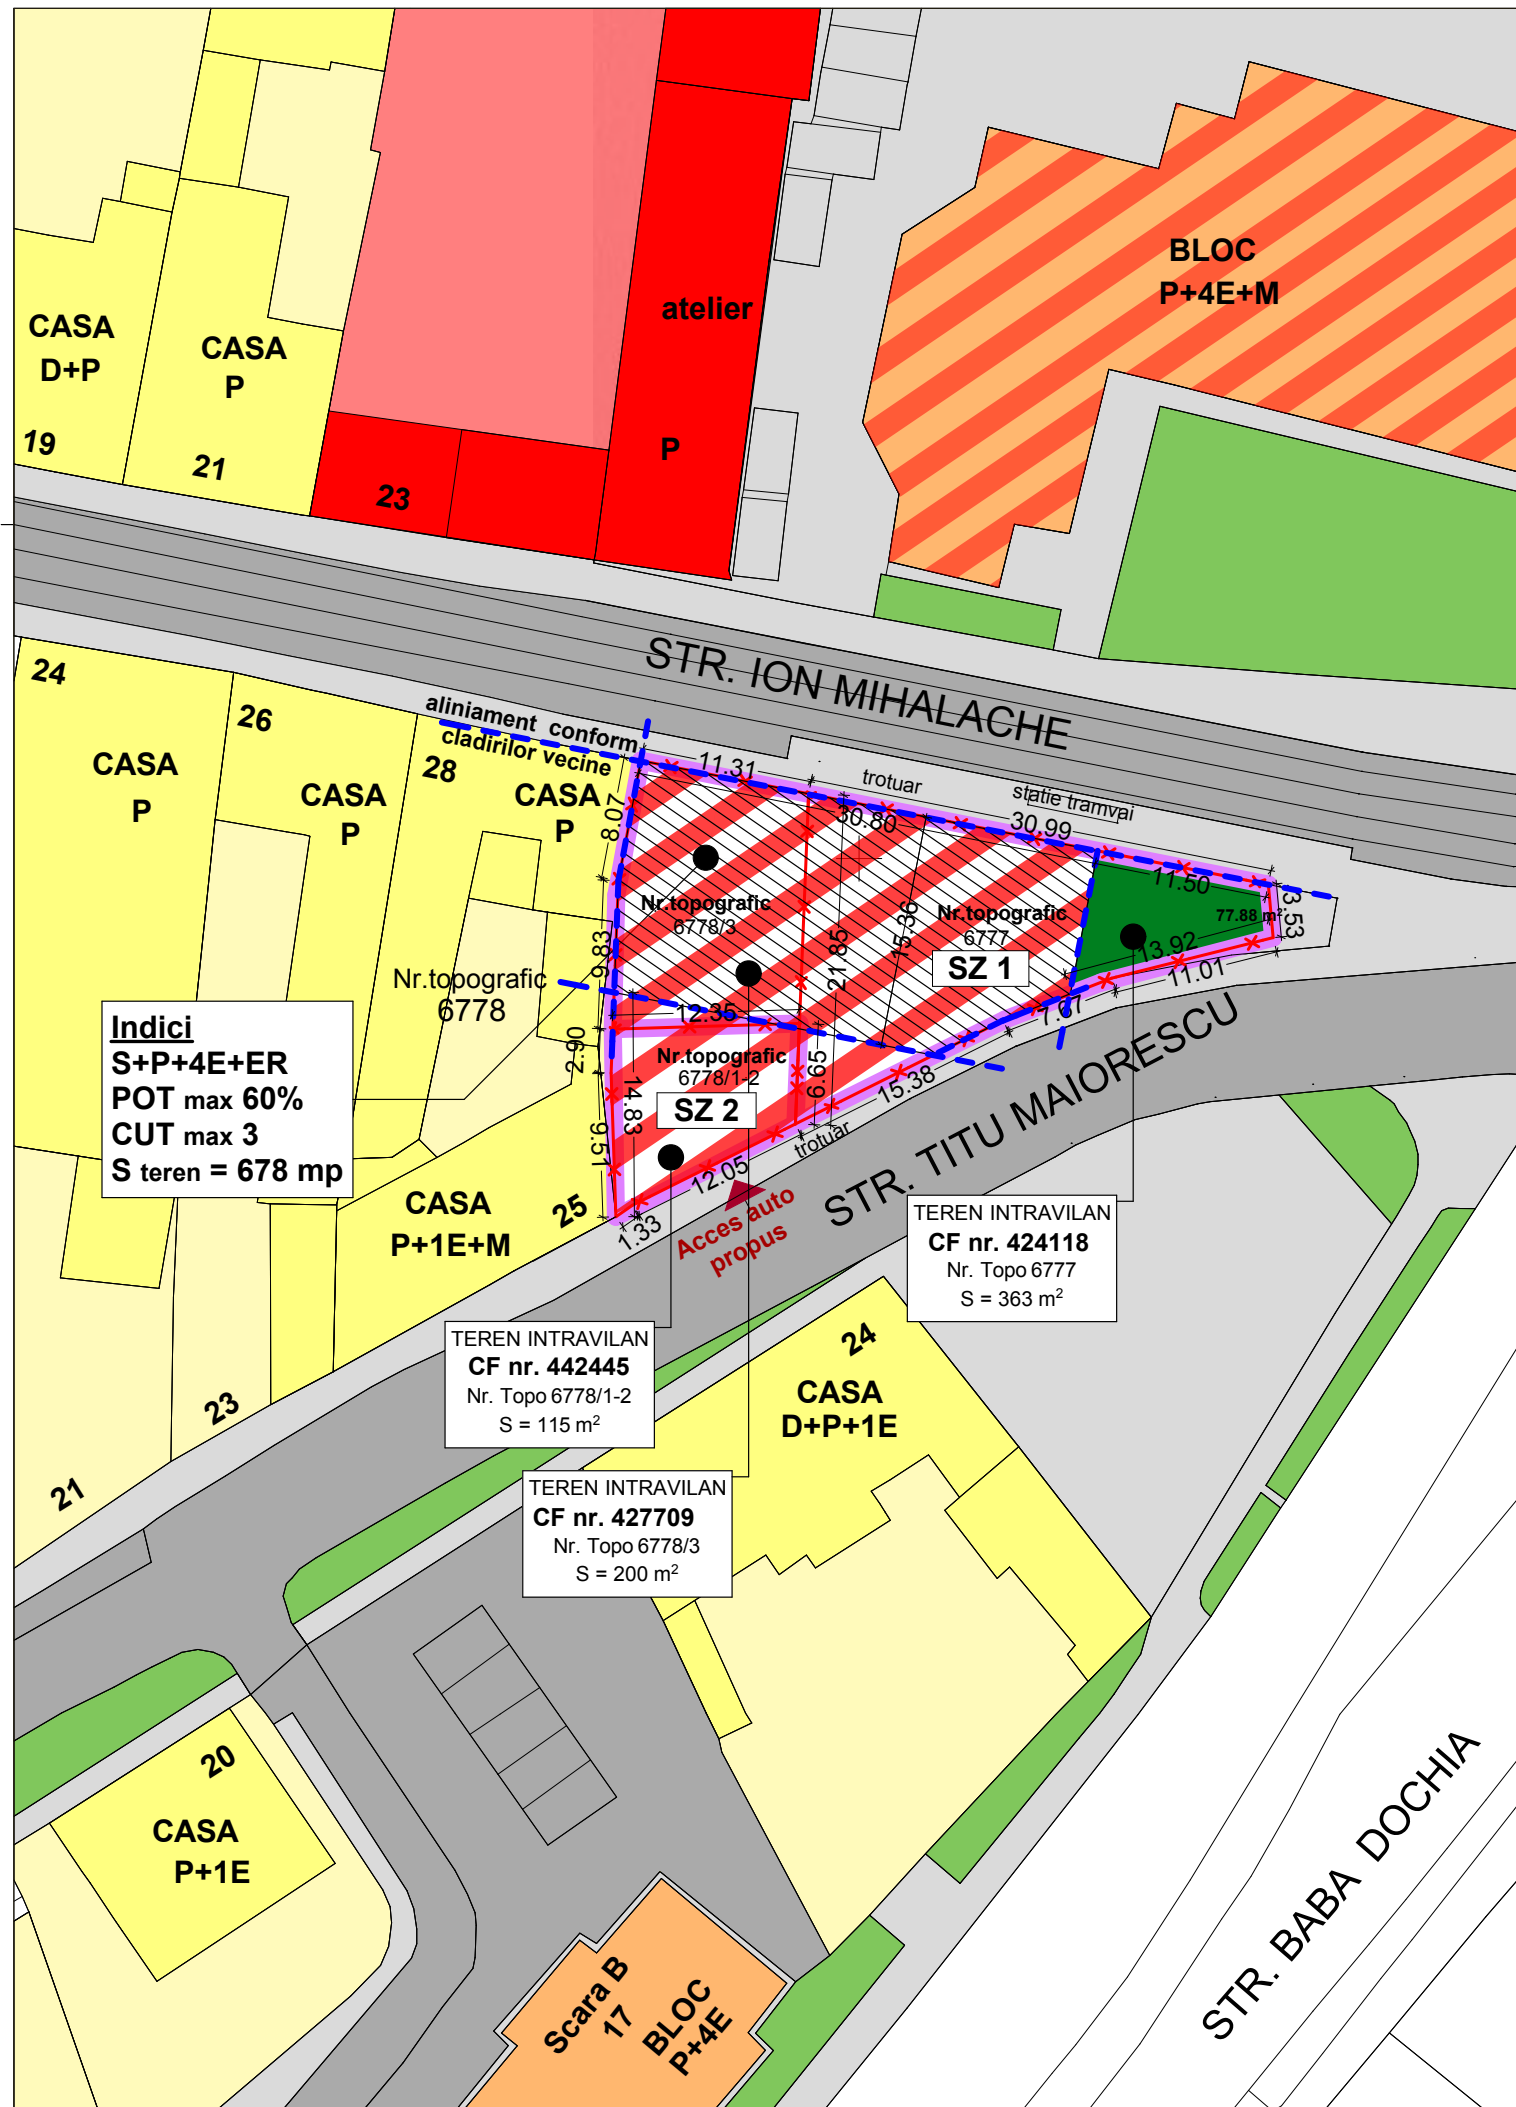 BLOC
P+4E+M
atelier
P
CASA
D+P
19
CASA
P
21
23
STR. ION MIHALACHE
24
CASA
P
26
CASA
P
28
CASA
P
aliniament conform
cladirilor vecine
11.31
trotuar
statie tramvai
30.80
30.99
11.50
3.53
77.88 m²
13.92
11.01
7.67
8.07
9.83
2.90
9.51
14.83
12.35
21.85
15.36
6.65
15.38
12.05
1.33
Nr.topografic
6778/3
Nr.topografic
6777
SZ 1
Nr.topografic
6778
Nr.topografic
6778/1-2
SZ 2
trotuar
Indici
S+P+4E+ER
POT max 60%
CUT max 3
S teren = 678 mp
CASA
P+1E+M
25
Acces auto
propus
STR. TITU MAIORESCU
TEREN INTRAVILAN
CF nr. 424118
Nr. Topo 6777
S = 363 m²
TEREN INTRAVILAN
CF nr. 442445
Nr. Topo 6778/1-2
S = 115 m²
TEREN INTRAVILAN
CF nr. 427709
Nr. Topo 6778/3
S = 200 m²
24
CASA
D+P+1E
23
21
20
CASA
P+1E
Scara B
17
BLOC
P+4E
STR. BABA DOCHIA